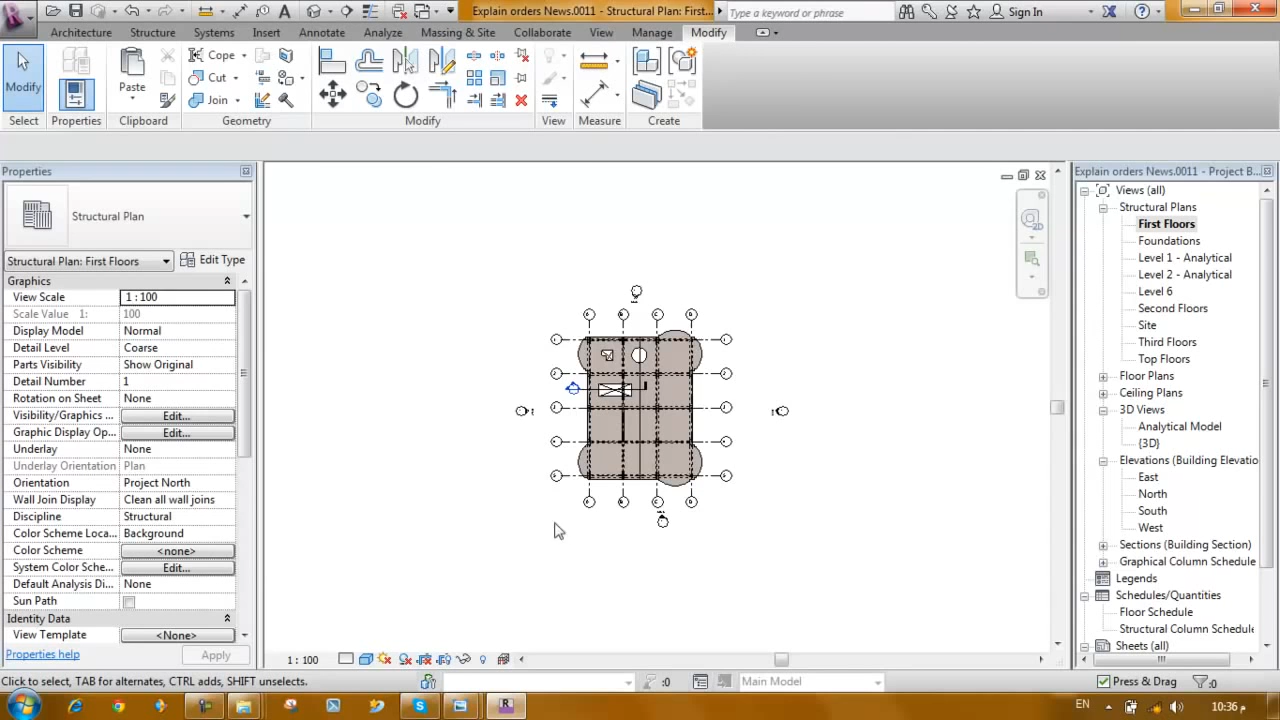 Explain orders News.0011 - Structural Plan: First...
Type a keyword or phrase
Sign In
Architecture Structure Systems Insert Annotate Analyze Massing & Site Collaborate View Manage Modify
Modify
Paste
Cope
Cut
Join
Select Properties Clipboard Geometry Modify View Measure Create
Properties
Structural Plan
Structural Plan: First Floors
Edit Type
Graphics
View Scale 1 : 100
Scale Value 1: 100
Display Model Normal
Detail Level Coarse
Parts Visibility Show Original
Detail Number 1
Rotation on Sheet None
Visibility/Graphics ... Edit...
Graphic Display Op... Edit...
Underlay None
Underlay Orientation Plan
Orientation Project North
Wall Join Display Clean all wall joins
Discipline Structural
Color Scheme Loca... Background
Color Scheme <none>
System Color Sche... Edit...
Default Analysis Di... None
Sun Path
Identity Data
View Template <None>
Properties help
Apply
2D
1 : 100
Explain orders News.0011 - Project B...
Views (all)
Structural Plans
First Floors
Foundations
Level 1 - Analytical
Level 2 - Analytical
Level 6
Second Floors
Site
Third Floors
Top Floors
Floor Plans
Ceiling Plans
3D Views
Analytical Model
{3D}
Elevations (Building Elevatio
East
North
South
West
Sections (Building Section)
Graphical Column Schedule
Legends
Schedules/Quantities
Floor Schedule
Structural Column Schedule
Sheets (all)
Click to select, TAB for alternates, CTRL adds, SHIFT unselects.
:0
Main Model
Press & Drag
:0
EN
10:36 م